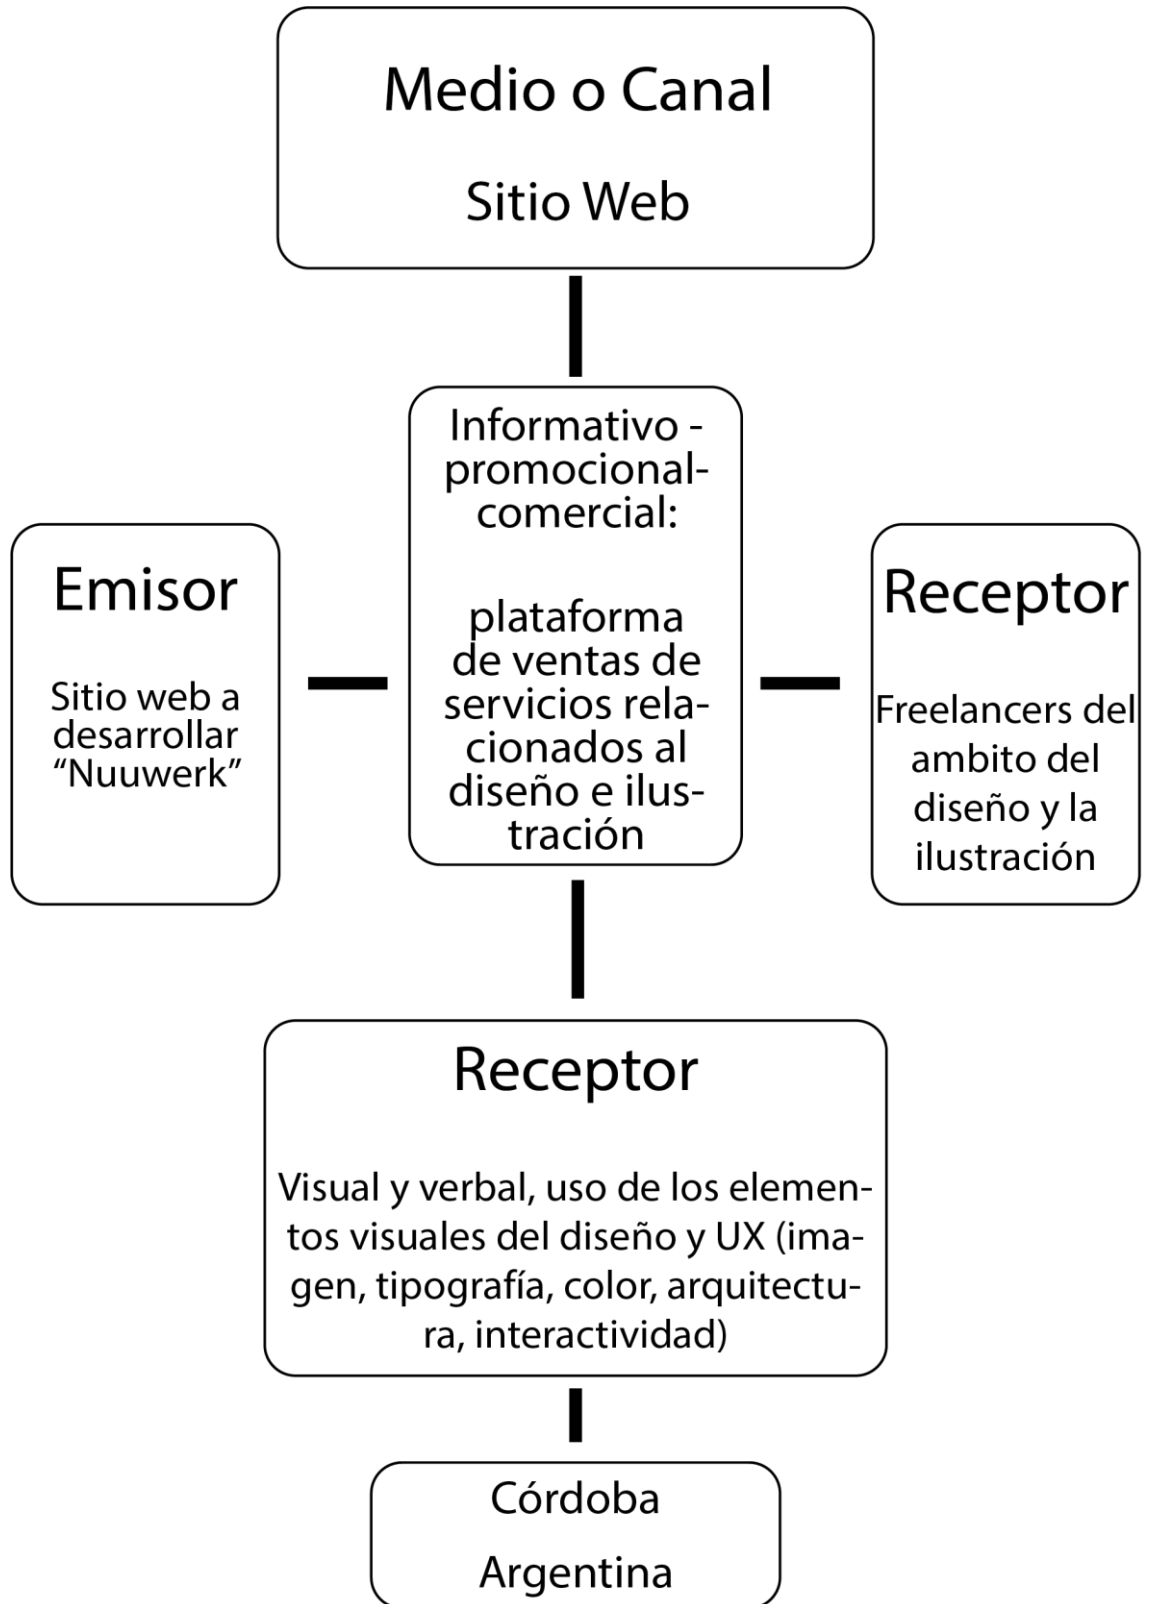 Medio o Canal
Sitio Web
Informativo -
promocional-
comercial:
plataforma
de ventas de
servicios rela-
cionados al
diseño e ilus-
tración
Emisor
Sitio web a
desarrollar
“Nuuwerk”
Receptor
Freelancers del
ambito del
diseño y la
ilustración
Receptor
Visual y verbal, uso de los elemen-
tos visuales del diseño y UX (ima-
gen, tipografía, color, arquitectu-
ra, interactividad)
Córdoba
Argentina